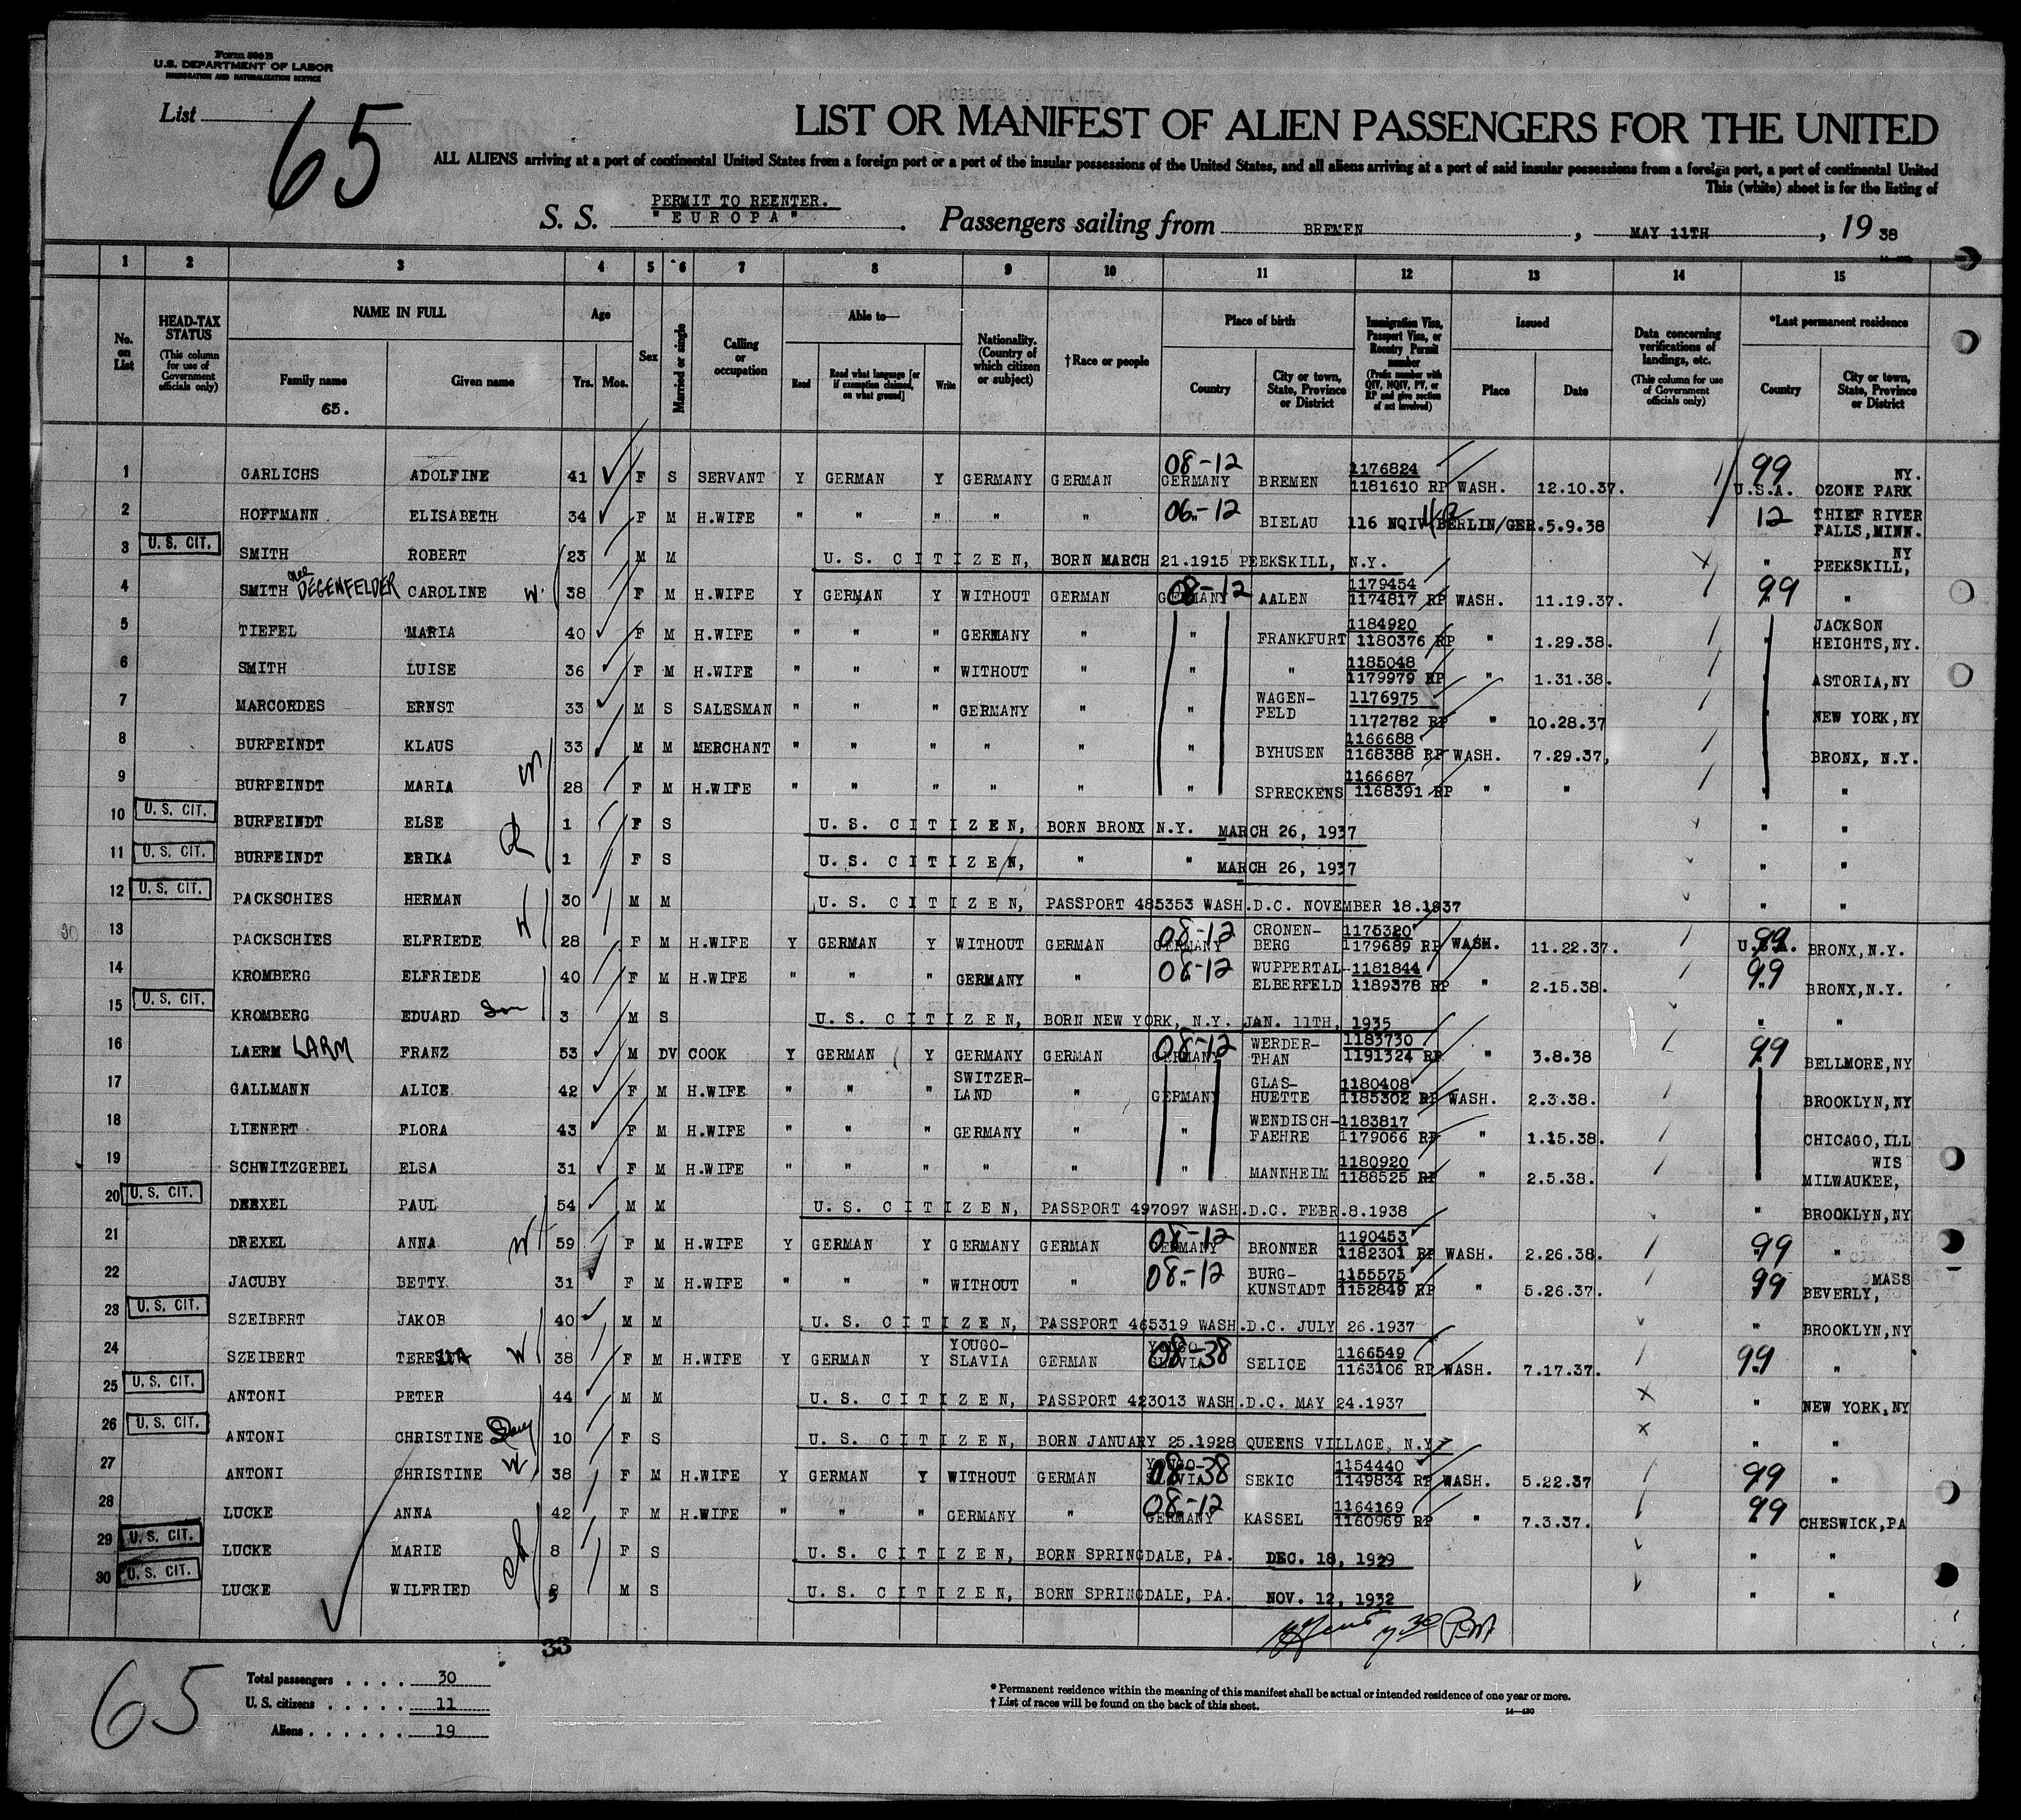 Form 500 B
U.S. DEPARTMENT OF LABOR
IMMIGRATION AND NATURALIZATION SERVICE
List 65
LIST OR MANIFEST OF ALIEN PASSENGERS FOR THE UNITED
ALL ALIENS arriving at a port of continental United States from a foreign port or a port of the insular possessions of the United States, and all aliens arriving at a port of said insular possessions from a foreign port, a port of continental United
This (white) sheet is for the listing of
PERMIT TO REENTER.
S. S. "EUROPA" Passengers sailing from BREMEN, MAY 11TH, 19 38
1 2 3 4 5 6 7 8 9 10 11 12 13 14 15
No. on List
HEAD-TAX STATUS (This column for use of Government officials only)
NAME IN FULL
Family name 65.
Given name
Age Yrs. Mos.
Sex
Married or single
Calling or occupation
Able to— Read Read what language [or if exemption claimed, on what ground] Write
Nationality. (Country of which citizen or subject)
†Race or people
Place of birth Country City or town, State, Province or District
Immigration Visa, Passport Visa, or Reentry Permit number (Prefix number with QIV, NQIV, PV, or RP and give section of act involved)
Issued Place Date
Data concerning verifications of landings, etc. (This column for use of Government officials only)
*Last permanent residence Country City or town, State, Province or District
1 GARLICHS ADOLFINE 41 F S SERVANT Y GERMAN Y GERMANY GERMAN 08-12 GERMANY BREMEN 1176824 1181610 RP WASH. 12.10.37. 99 U.S.A. NY. OZONE PARK
2 HOFFMANN ELISABETH 34 F M H.WIFE " " " " " 06-12 " BIELAU 116 NQIV BERLIN/GER. 5.9.38 12 THIEF RIVER FALLS, MINN.
3 U. S. CIT. SMITH ROBERT 23 M M U. S. CITIZEN, BORN MARCH 21.1915 PEEKSKILL, N.Y. " NY PEEKSKILL,
4 SMITH nee DEGENFELDER CAROLINE W. 38 F M H.WIFE Y GERMAN Y WITHOUT GERMAN 08-12 GERMANY AALEN 1179454 1174817 RP WASH. 11.19.37. 99 " "
5 TIEFEL MARIA 40 F M H.WIFE " " " GERMANY " " FRANKFURT 1184920 1180376 RP " 1.29.38. " JACKSON HEIGHTS, NY.
6 SMITH LUISE 36 F M H.WIFE " " " WITHOUT " " " 1185048 1179979 RP " 1.31.38. " ASTORIA, NY
7 MARCORDES ERNST 33 M S SALESMAN " " " GERMANY " " WAGEN-FELD 1176975 1172782 RP " 10.28.37 " NEW YORK, NY
8 BURFEINDT KLAUS 33 M M MERCHANT " " " " " " BYHUSEN 1166688 1168388 RP WASH. 7.29.37, " BRONX, N.Y.
9 BURFEINDT MARIA W 28 F M H.WIFE " " " " " " SPRECKENS 1166687 1168391 RP " " " "
10 U. S. CIT. BURFEINDT ELSE 1 F S U. S. CITIZEN, BORN BRONX N.Y. MARCH 26, 1937 " "
11 U. S. CIT. BURFEINDT ERIKA 1 F S U. S. CITIZEN, " " MARCH 26, 1937 " "
12 U. S. CIT. PACKSCHIES HERMAN 30 M M U. S. CITIZEN, PASSPORT 485353 WASH.D.C. NOVEMBER 18.1937 " "
13 PACKSCHIES ELFRIEDE W 28 F M H.WIFE Y GERMAN Y WITHOUT GERMAN 08-12 GERMANY CRONEN-BERG 1175320 1179689 RP WASH. 11.22.37. 99 U.S.A. BRONX, N.Y.
14 KROMBERG ELFRIEDE 40 F M H.WIFE " " " GERMANY " 08-12 " WUPPERTAL-ELBERFELD 1181844 1189378 RP " 2.15.38. 99 " BRONX, N.Y.
15 U. S. CIT. KROMBERG EDUARD Son 3 M S U. S. CITIZEN, BORN NEW YORK, N.Y. JAN. 11TH, 1935 " "
16 LAERM LARM FRANZ 53 M DV COOK Y GERMAN Y GERMANY GERMAN 08-12 GERMANY WERDER-THAN 1183730 1191324 RP " 3.8.38 99 " BELLMORE, NY
17 GALLMANN ALICE 42 F M H.WIFE " " " SWITZER-LAND " GERMANY GLAS-HUETTE 1180408 1185302 RP WASH. 2.3.38. BROOKLYN, NY
18 LIENERT FLORA 43 F M H.WIFE " " " GERMANY " " WENDISCH-FAEHRE 1183817 1179066 RP " 1.15.38. CHICAGO, ILL
19 SCHWITZGEBEL ELSA 31 F M H.WIFE " " " " " " MANNHEIM 1180920 1188525 RP " 2.5.38. WIS MILWAUKEE,
20 U. S. CIT. DREXEL PAUL 54 M M U. S. CITIZEN, PASSPORT 497097 WASH.D.C. FEBR.8.1938 " BROOKLYN, NY
21 DREXEL ANNA W 59 F M H.WIFE Y GERMAN Y GERMANY GERMAN 08-12 GERMANY BRONNER 1190453 1182301 RP WASH. 2.26.38. 99 " "
22 JACUBY BETTY 31 F M H.WIFE " " " WITHOUT " 08-12 " BURG-KUNSTADT 1155575 1152849 RP " 5.26.37. 99 " MASS BEVERLY,
23 U. S. CIT. SZEIBERT JAKOB 40 M M U. S. CITIZEN, PASSPORT 465319 WASH.D.C. JULY 26.1937 " BROOKLYN, NY
24 SZEIBERT TERESIA W 38 F M H.WIFE Y GERMAN Y YOUGO-SLAVIA GERMAN 08-38 YOUGO-SLAVIA SELICE 1166549 1163106 RP WASH. 7.17.37. 99 " "
25 U. S. CIT. ANTONI PETER 44 M M U. S. CITIZEN, PASSPORT 423013 WASH.D.C. MAY 24.1937 " NEW YORK, NY
26 U. S. CIT. ANTONI CHRISTINE Daug 10 F S U. S. CITIZEN, BORN JANUARY 25.1928 QUEENS VILLAGE, N.Y. " "
27 ANTONI CHRISTINE W 38 F M H.WIFE Y GERMAN Y WITHOUT GERMAN 08-38 YOUGO-SLAVIA SEKIC 1154440 1149834 RP WASH. 5.22.37 99 " "
28 LUCKE ANNA 42 F M H.WIFE " " " GERMANY " 08-12 GERMANY KASSEL 1164169 1160969 RP " 7.3.37. 99 " CHESWICK, PA
29 U. S. CIT. LUCKE MARIE 8 F S U. S. CITIZEN, BORN SPRINGDALE, PA. DEC. 18, 1929 " "
30 U. S. CIT. LUCKE WILFRIED 5 M S U. S. CITIZEN, BORN SPRINGDALE, PA. NOV. 12, 1932 " "
7 30 PM
33
65
Total passengers . . . . 30
U. S. citizens . . . . . 11
Aliens . . . . . . 19
* Permanent residence within the meaning of this manifest shall be actual or intended residence of one year or more.
† List of races will be found on the back of this sheet.
14—430